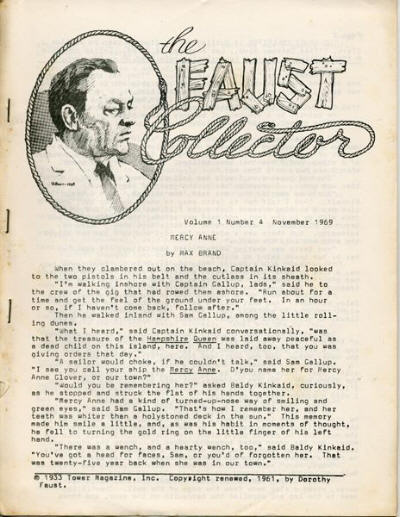 the
FAUST
Collector
Volume 1 Number 4 November 1969
MERCY ANNE
by MAX BRAND
When they clambered out on the beach, Captain Kinkaid looked
to the two pistols in his belt and the cutlass in its sheath.
"I'm walking inshore with Captain Gallup, lads," said he to
the crew of the gig that had rowed them ashore. "Run about for a
time and get the feel of the ground under your feet. In an hour
or so, if I haven't come back, follow after."
Then he walked inland with Sam Gallup, among the little roll-
ing dunes.
"What I heard," said Captain Kinkaid conversationally, "was
that the treasure of the Hampshire Queen was laid away peaceful as
a dead child on this island, here. And I heard, too, that you was
giving orders that day."
"A sailor would choke, if he couldn't talk," said Sam Gallup.
"I see you call your ship the Mercy Anne. D'you name her for Mercy
Anne Glover, or our town?"
"Would you be remembering her?" asked Baldy Kinkaid, curiously,
as he stopped and struck the flat of his hands together.
"Mercy Anne had a kind of turned-up-nose way of smiling and
green eyes," said Sam Gallup. "That's how I remember her, and her
teeth was whiter than a holystoned deck in the sun." This memory
made him smile a little, and, as was his habit in moments of thought,
he fell to turning the gold ring on the little finger of his left
hand.
"There was a wench, and a hearty wench, too," said Baldy Kinkaid.
"You've got a head for faces, Sam, or you'd of forgotten her. That
was twenty-five year back when she was in our town."
© 1933 Tower Magazine, Inc. Copyright renewed, 1961, by Dorothy
Faust.